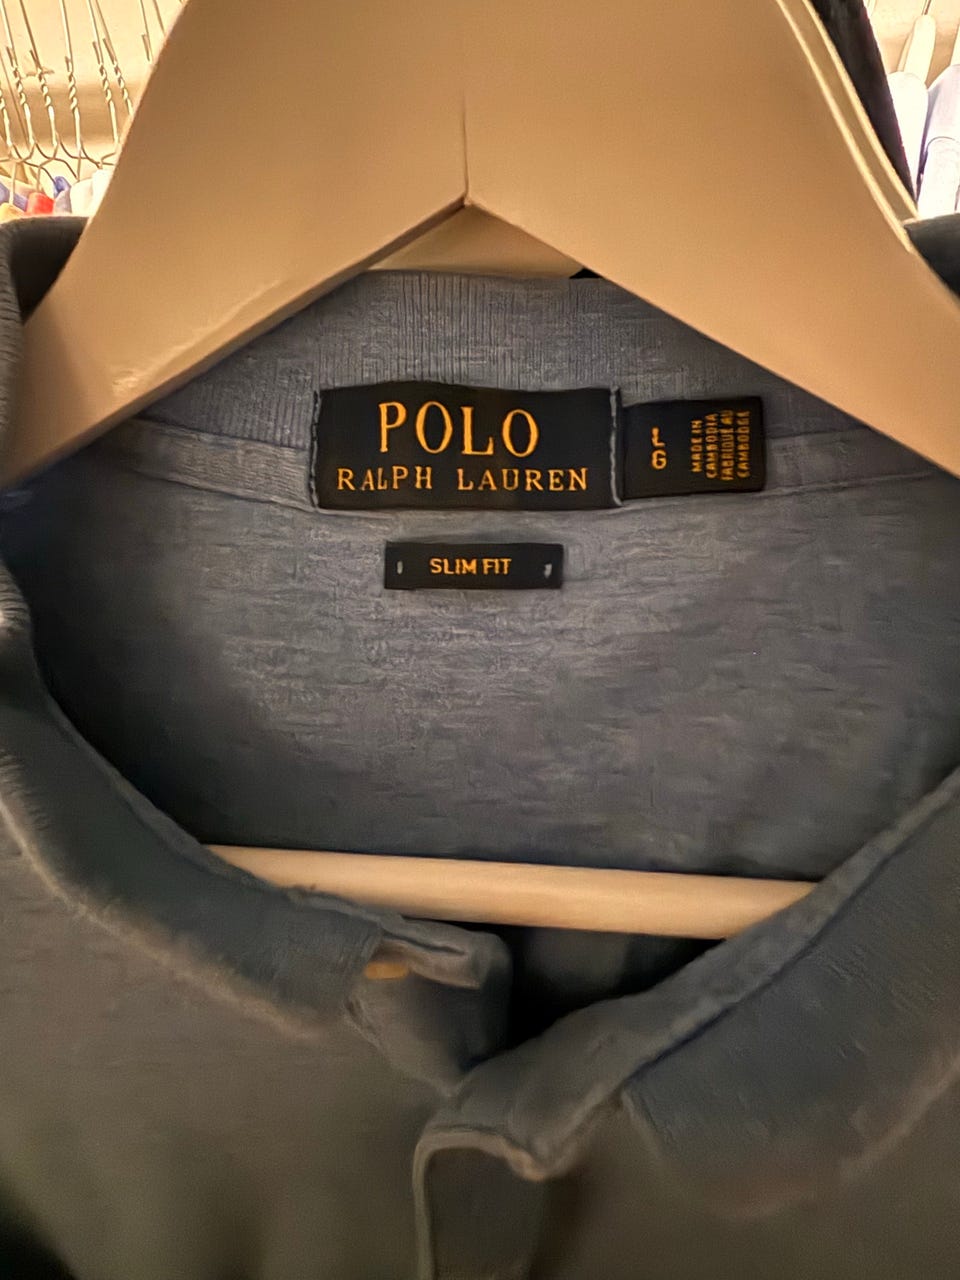 POLO
RALPH LAUREN
L
G
MADE IN
CAMBODIA
FABRIQUÉ AU
CAMBODGE
SLIM FIT